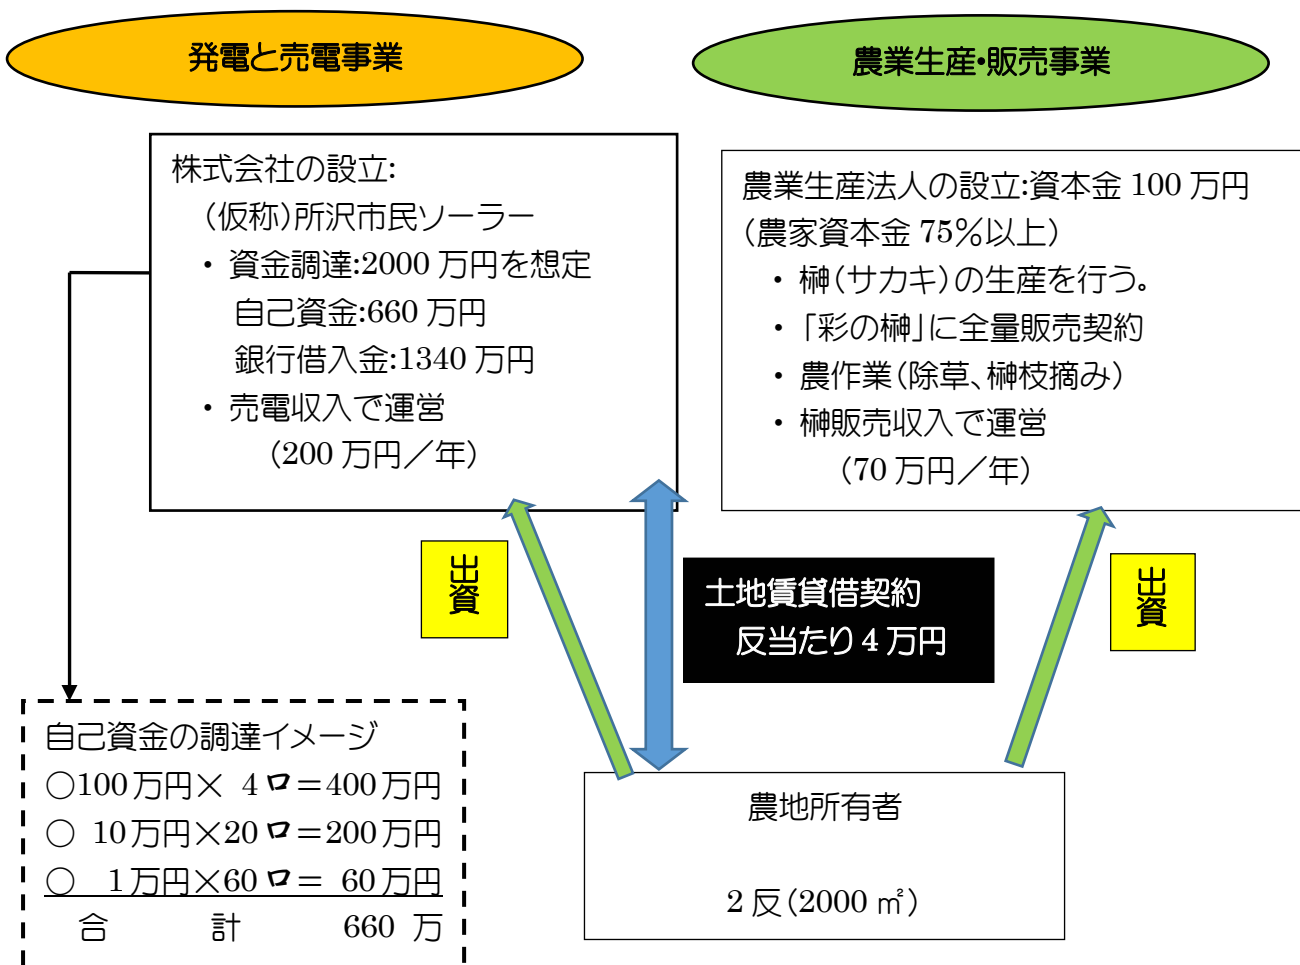 発電と売電事業
農業生産・販売事業
株式会社の設立:
(仮称)所沢市民ソーラー
・ 資金調達:2000 万円を想定
自己資金:660 万円
銀行借入金:1340 万円
・ 売電収入で運営
(200 万円／年)
農業生産法人の設立:資本金 100 万円
(農家資本金 75%以上)
・ 榊(サカキ)の生産を行う。
・ 「彩の榊」に全量販売契約
・ 農作業(除草、榊枝摘み)
・ 榊販売収入で運営
(70 万円／年)
出資
土地賃貸借契約
反当たり 4 万円
出資
自己資金の調達イメージ
○100 万円× 4 口=400 万円
○ 10 万円×20 口=200 万円
○ 1 万円×60 口= 60 万円
合 計 660 万
農地所有者
2 反(2000 ㎡)